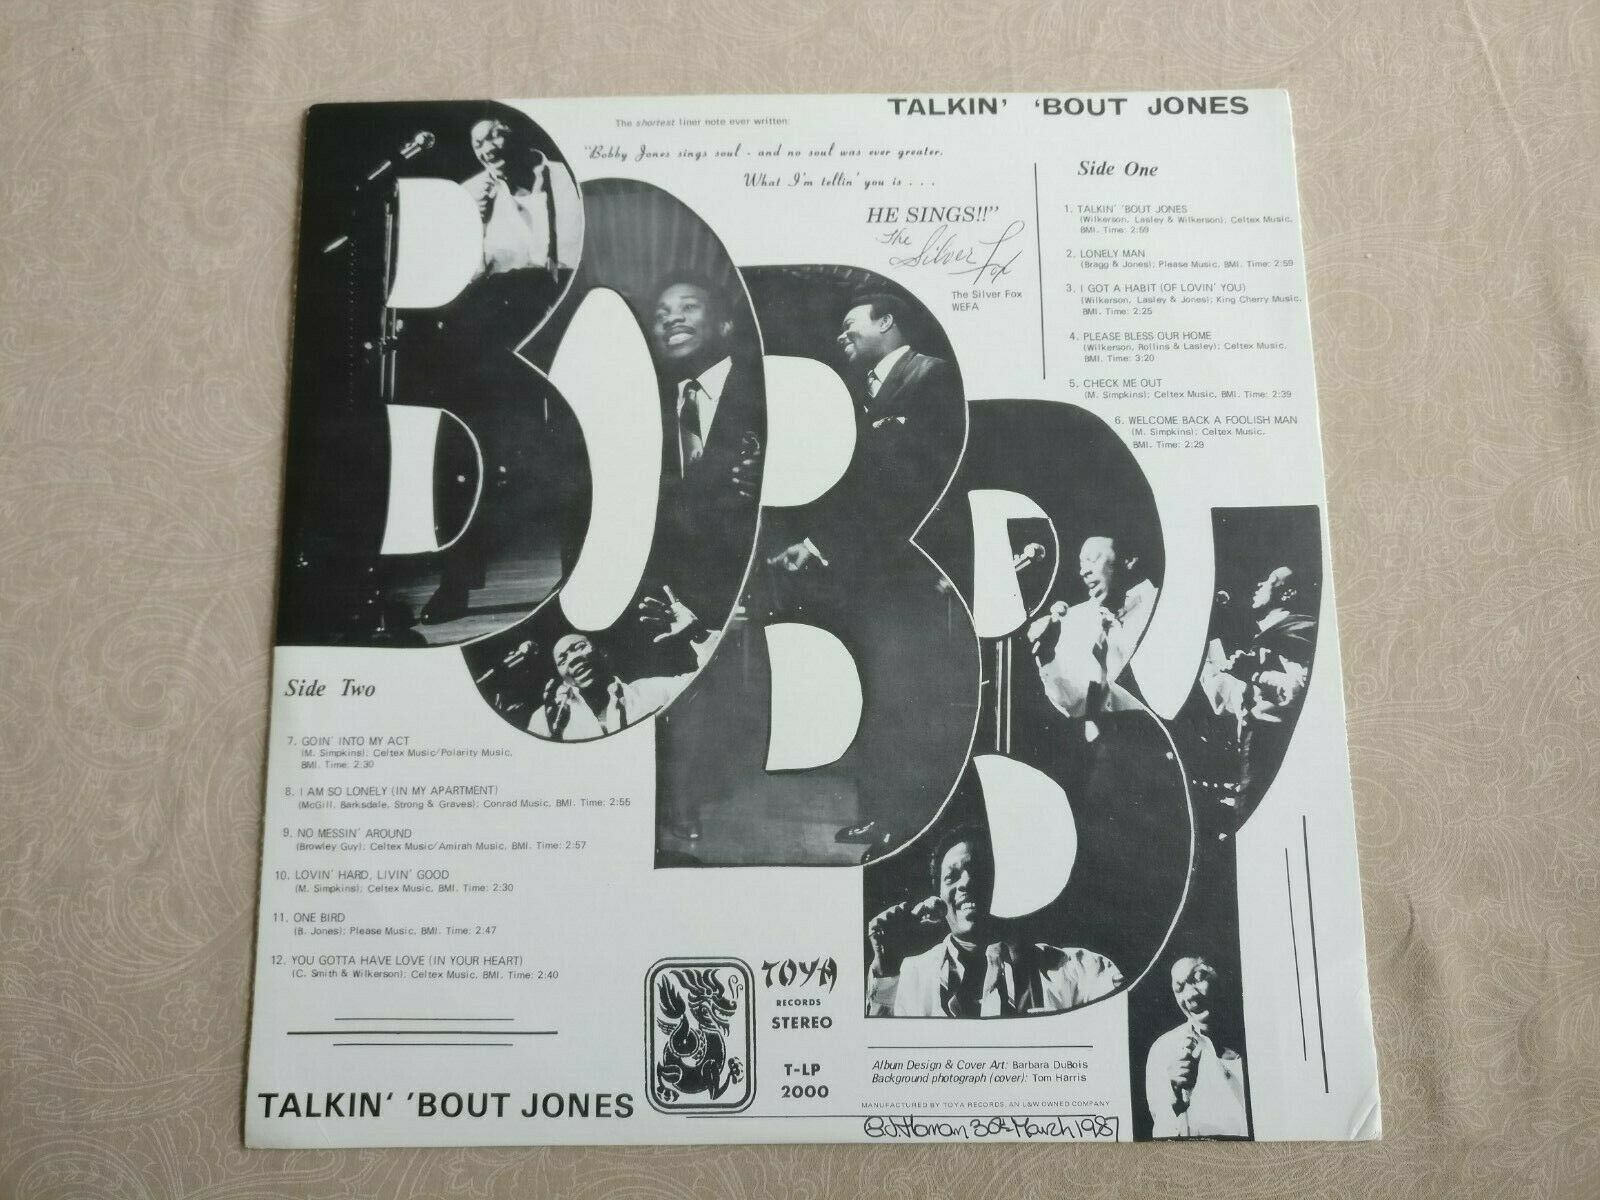 TALKIN' 'BOUT JONES
The shortest liner note ever written:
"Bobby Jones sings soul - and no soul was ever greater.
What I'm tellin' you is . . .
HE SINGS!!"
The Silver Fox
The Silver Fox
WEFA
BOBBY
Side One
1. TALKIN' 'BOUT JONES
(Wilkerson, Lasley & Wilkerson); Celtex Music,
BMI. Time: 2:59
2. LONELY MAN
(Bragg & Jones); Please Music, BMI. Time: 2:59
3. I GOT A HABIT (OF LOVIN' YOU)
(Wilkerson, Lasley & Jones); King Cherry Music,
BMI. Time: 2:25
4. PLEASE BLESS OUR HOME
(Wilkerson, Rollins & Lasley); Celtex Music,
BMI. Time: 3:20
5. CHECK ME OUT
(M. Simpkins); Celtex Music, BMI. Time: 2:39
6. WELCOME BACK A FOOLISH MAN
(M. Simpkins); Celtex Music,
BMI. Time: 2:29
Side Two
7. GOIN' INTO MY ACT
(M. Simpkins); Celtex Music/Polarity Music,
BMI. Time: 2:30
8. I AM SO LONELY (IN MY APARTMENT)
(McGill, Barksdale, Strong & Graves); Conrad Music, BMI. Time: 2:55
9. NO MESSIN' AROUND
(Browley Guy); Celtex Music/Amirah Music, BMI. Time: 2:57
10. LOVIN' HARD, LIVIN' GOOD
(M. Simpkins); Celtex Music, BMI. Time: 2:30
11. ONE BIRD
(B. Jones); Please Music, BMI. Time: 2:47
12. YOU GOTTA HAVE LOVE (IN YOUR HEART)
(C. Smith & Wilkerson); Celtex Music, BMI. Time: 2:40
TOYA
RECORDS
STEREO
T-LP
2000
Album Design & Cover Art: Barbara DuBois
Background photograph (cover): Tom Harris
MANUFACTURED BY TOYA RECORDS, AN L&W OWNED COMPANY
30th March 1987
TALKIN' 'BOUT JONES